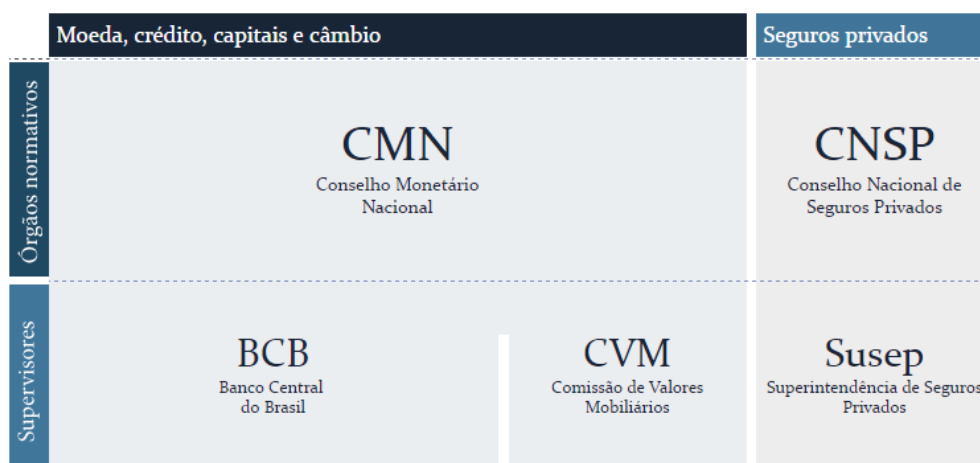 Moeda, crédito, capitais e câmbio
Seguros privados
Órgãos normativos
CMN
Conselho Monetário
Nacional
CNSP
Conselho Nacional de
Seguros Privados
Supervisores
BCB
Banco Central
do Brasil
CVM
Comissão de Valores
Mobiliários
Susep
Superintendência de Seguros
Privados